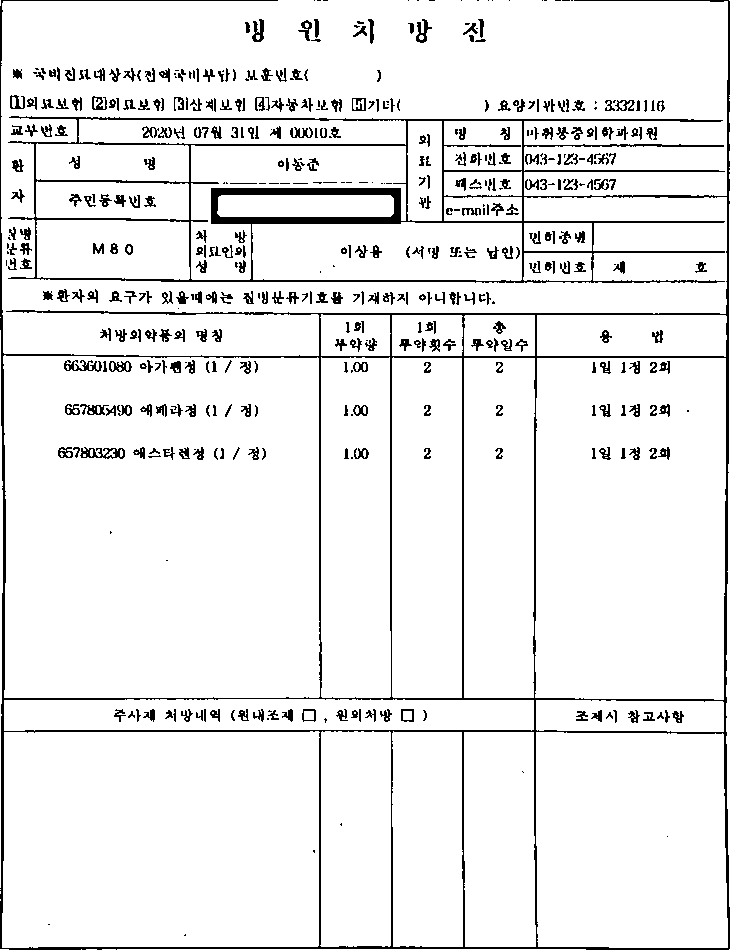 병 원 처 방 전
※ 국비진료대상자(전액국비부담) 보훈번호( )
[1]의료보험 [2]의료보험 [3]산재보험 [4]자동차보험 [5]기타( ) 요양기관번호 : 33321116
교부번호 2020년 07월 31일 제 00010호
의료기관 명 칭 마취통증의학과의원
전화번호 043-123-4567
팩스번호 043-123-4567
e-mail주소
환자 성 명 이동준
주민등록번호
질병분류번호 M80
처 방 의료인의 성 명 이상용 (서명 또는 날인)
면허종별
면허번호 제 호
※환자의 요구가 있을때에는 질병분류기호를 기재하지 아니합니다.
처방의약품의 명칭 1회 투약량 1회 투약횟수 총 투약일수 용 법
663601080 아가펜정 (1 / 정) 1.00 2 2 1일 1정 2회
657805490 에페라정 (1 / 정) 1.00 2 2 1일 1정 2회
657803230 에스타렌정 (1 / 정) 1.00 2 2 1일 1정 2회
주사제 처방내역 (원내조제 □ , 원외처방 □ ) 조제시 참고사항